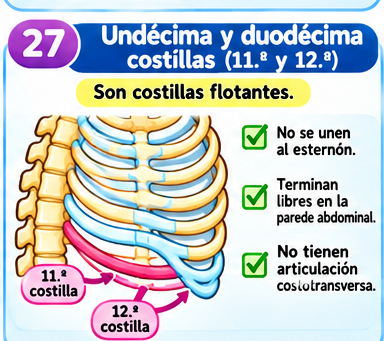 27
Undécima y duodécima
costillas (11.ª y 12.ª)
Son costillas flotantes.
No se unen
al esternón.
Terminan
libres en la
pared abdominal.
No tienen
articulación
costotransversa.
11.ª
costilla
12.ª
costilla